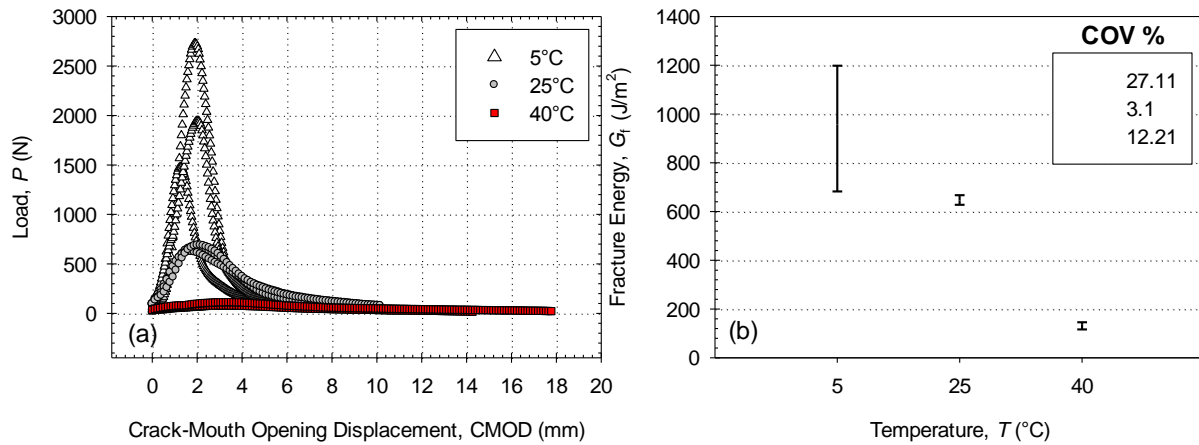 3000
2500
2000
1500
1000
500
0
Load, P (N)
5°C
25°C
40°C
(a)
0 2 4 6 8 10 12 14 16 18 20
Crack-Mouth Opening Displacement, CMOD (mm)
1400
1200
1000
800
600
400
200
0
Fracture Energy, Gf (J/m²)
COV %
27.11
3.1
12.21
(b)
5 25 40
Temperature, T (°C)